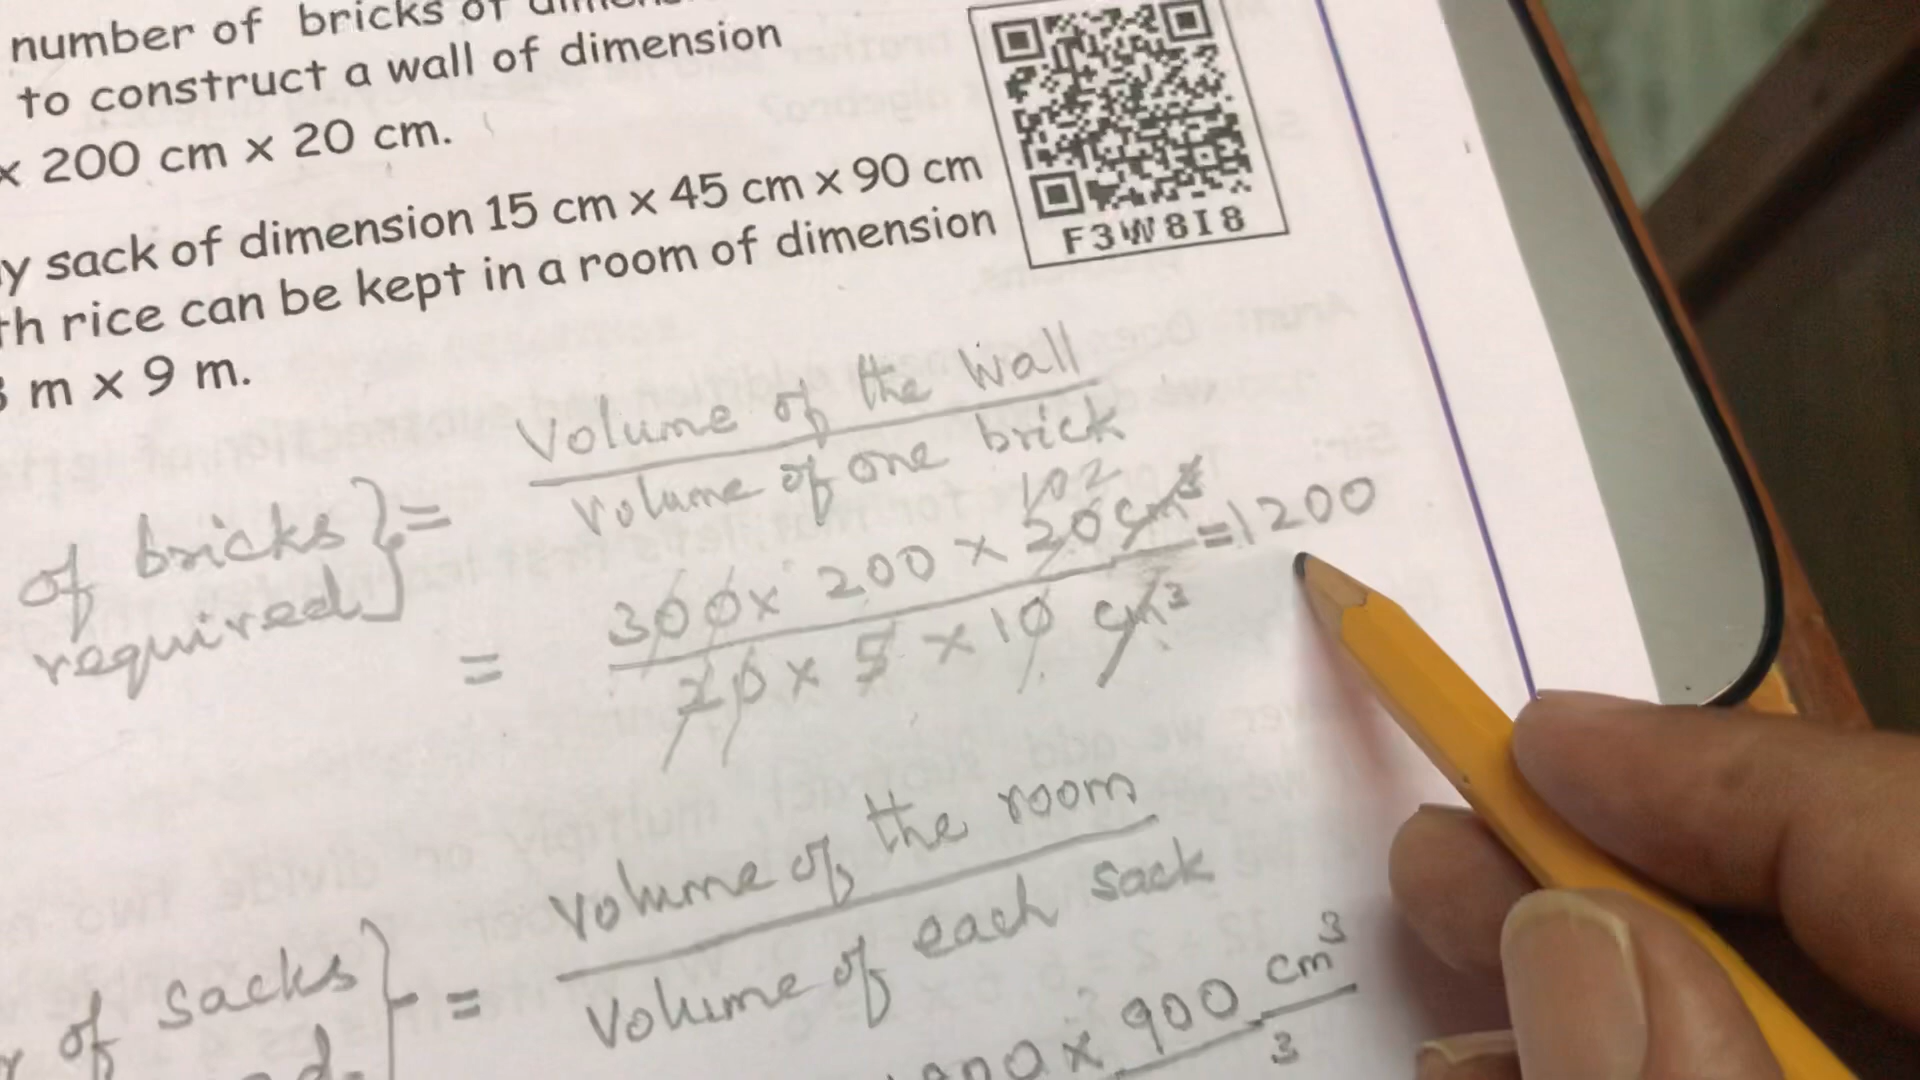 number of bricks of
to construct a wall of dimension
x 200 cm x 20 cm.
y sack of dimension 15 cm x 45 cm x 90 cm
th rice can be kept in a room of dimension
3 m x 9 m.
F3W8I8
Volume of the Wall
Volume of one brick
of bricks } =
required
102
300 x 200 x 20 cm³ = 1200
20 x 5 x 10 cm³
=
Volume of the room
Volume of each sack
of sacks } =
900 cm³
3